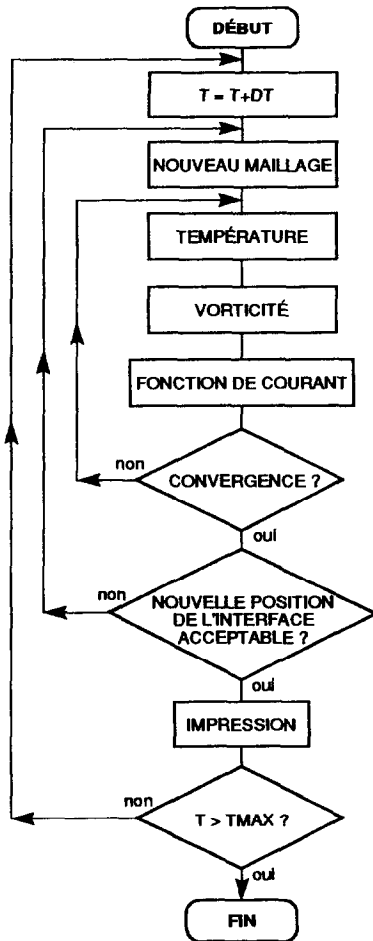 DÉBUT
T = T+DT
NOUVEAU MAILLAGE
TEMPÉRATURE
VORTICITÉ
FONCTION DE COURANT
non
CONVERGENCE ?
oui
non
NOUVELLE POSITION
DE L'INTERFACE
ACCEPTABLE ?
oui
IMPRESSION
non
T > TMAX ?
oui
FIN